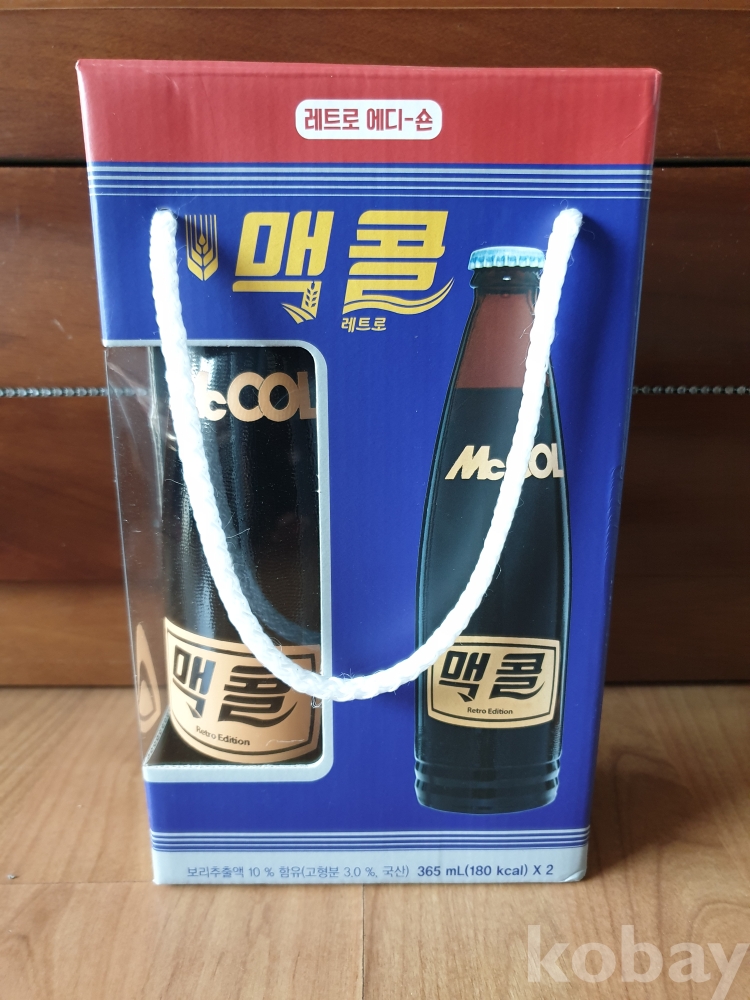 레트로 에디-숀
맥콜
레트로
McCOL
McCOL
맥콜
Retro Edition
맥콜
Retro Edition
보리추출액 10 % 함유(고형분 3.0 %, 국산) 365 mL(180 kcal) X 2
kobay